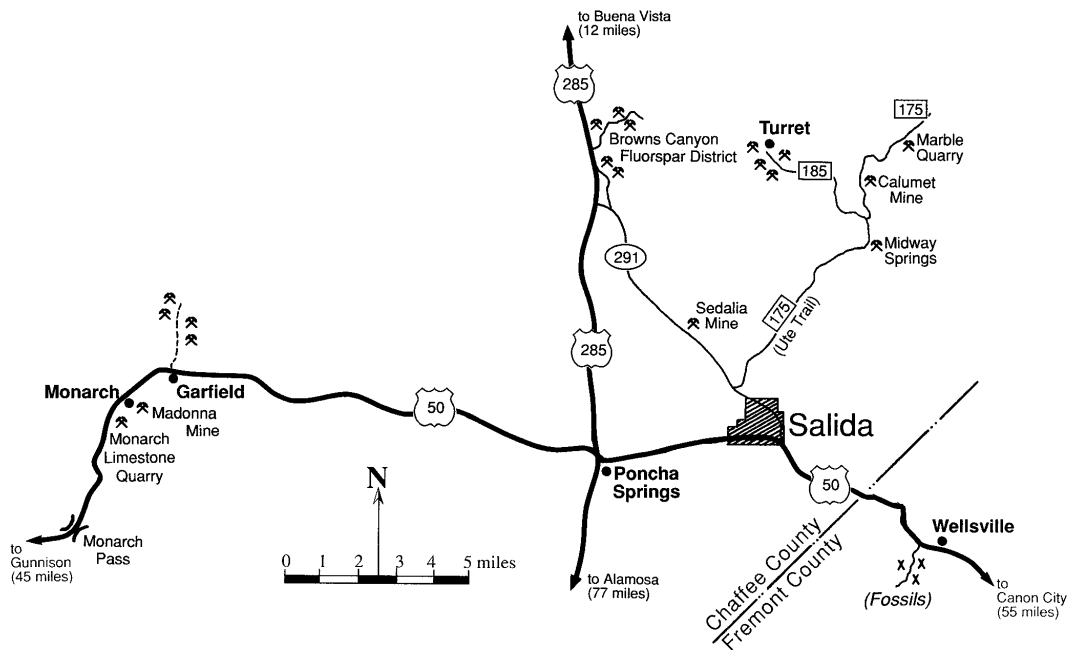 to Buena Vista
(12 miles)
285
Browns Canyon
Fluorspar District
Turret
175
Marble
Quarry
185
Calumet
Mine
291
Midway
Springs
Sedalia
Mine
175
(Ute Trail)
285
Monarch
Garfield
Madonna
Mine
Monarch
Limestone
Quarry
50
Salida
Poncha
Springs
N
50
Wellsville
Monarch
Pass
to
Gunnison
(45 miles)
0 1 2 3 4 5 miles
to Alamosa
(77 miles)
Chaffee County
Fremont County
x x
x x
(Fossils)
to
Canon City
(55 miles)